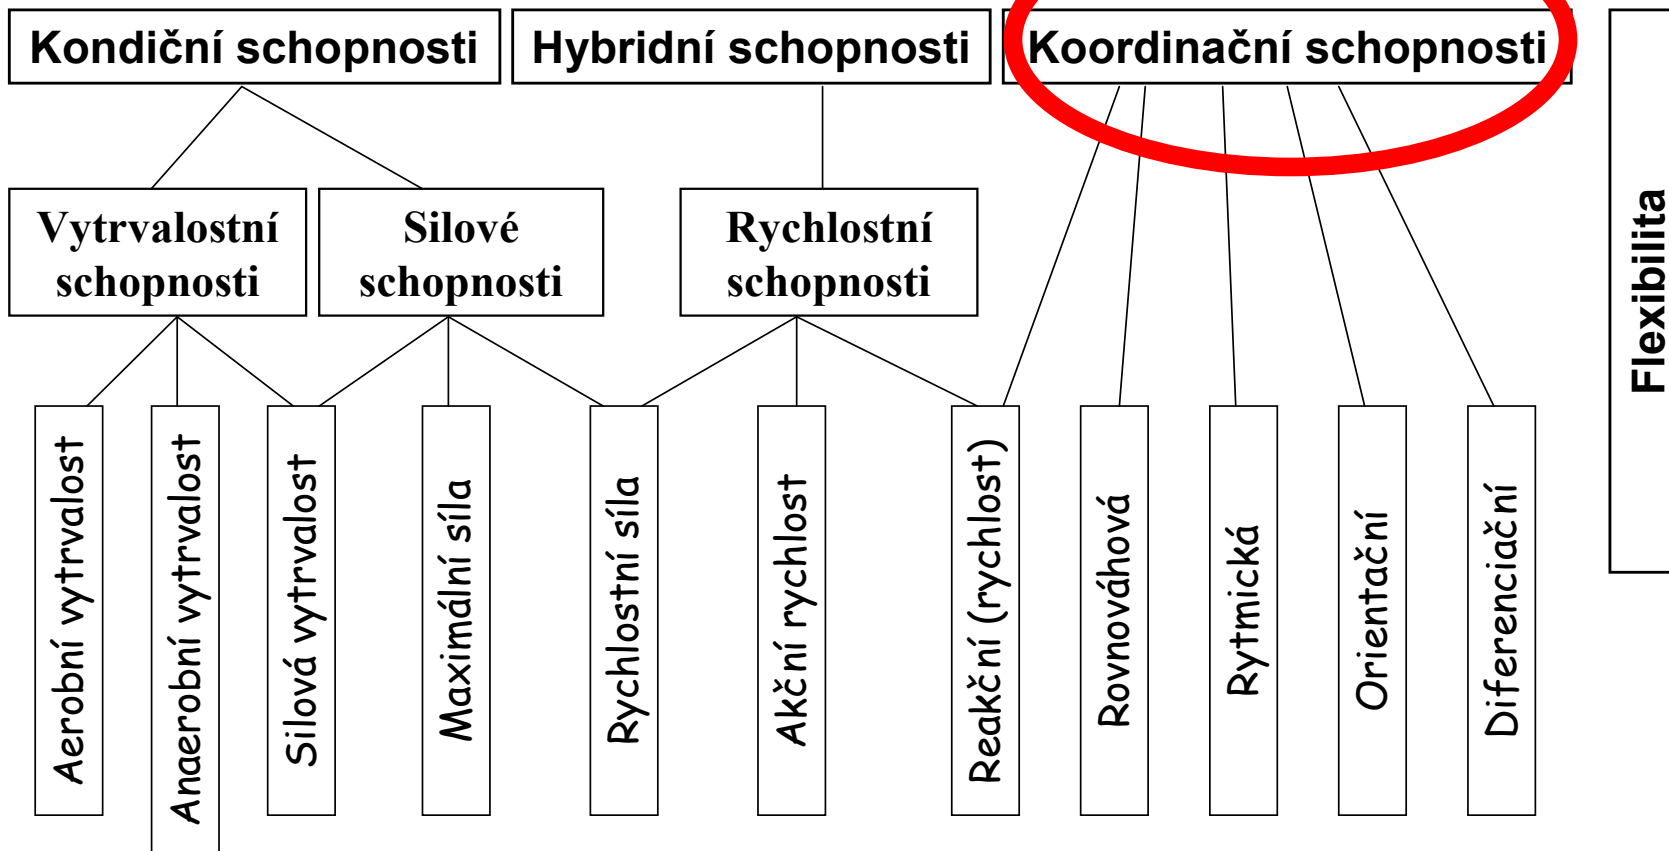 Kondiční schopnosti
Hybridní schopnosti
Koordinační schopnosti
Flexibilita
Vytrvalostní
schopnosti
Silové
schopnosti
Rychlostní
schopnosti
Aerobní vytrvalost
Anaerobní vytrvalost
Silová vytrvalost
Maximální síla
Rychlostní síla
Akční rychlost
Reakční (rychlost)
Rovnováhová
Rytmická
Orientační
Diferenciační